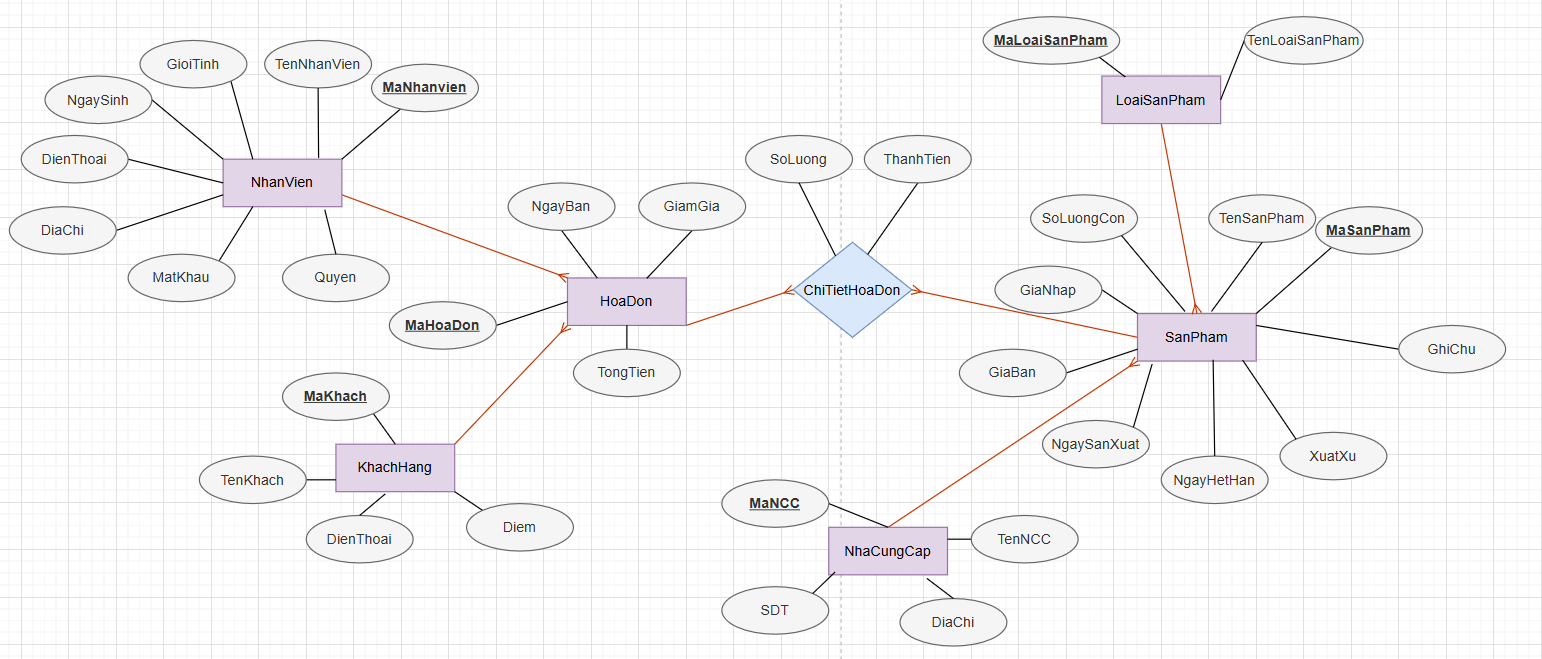 MaLoaiSanPham
TenLoaiSanPham
LoaiSanPham
GioiTinh
TenNhanVien
MaNhanvien
NgaySinh
DienThoai
NhanVien
DiaChi
MatKhau
Quyen
NgayBan
GiamGia
HoaDon
MaHoaDon
TongTien
SoLuong
ThanhTien
ChiTietHoaDon
SoLuongCon
TenSanPham
MaSanPham
GiaNhap
SanPham
GhiChu
GiaBan
NgaySanXuat
NgayHetHan
XuatXu
MaKhach
KhachHang
TenKhach
DienThoai
Diem
MaNCC
NhaCungCap
TenNCC
SDT
DiaChi